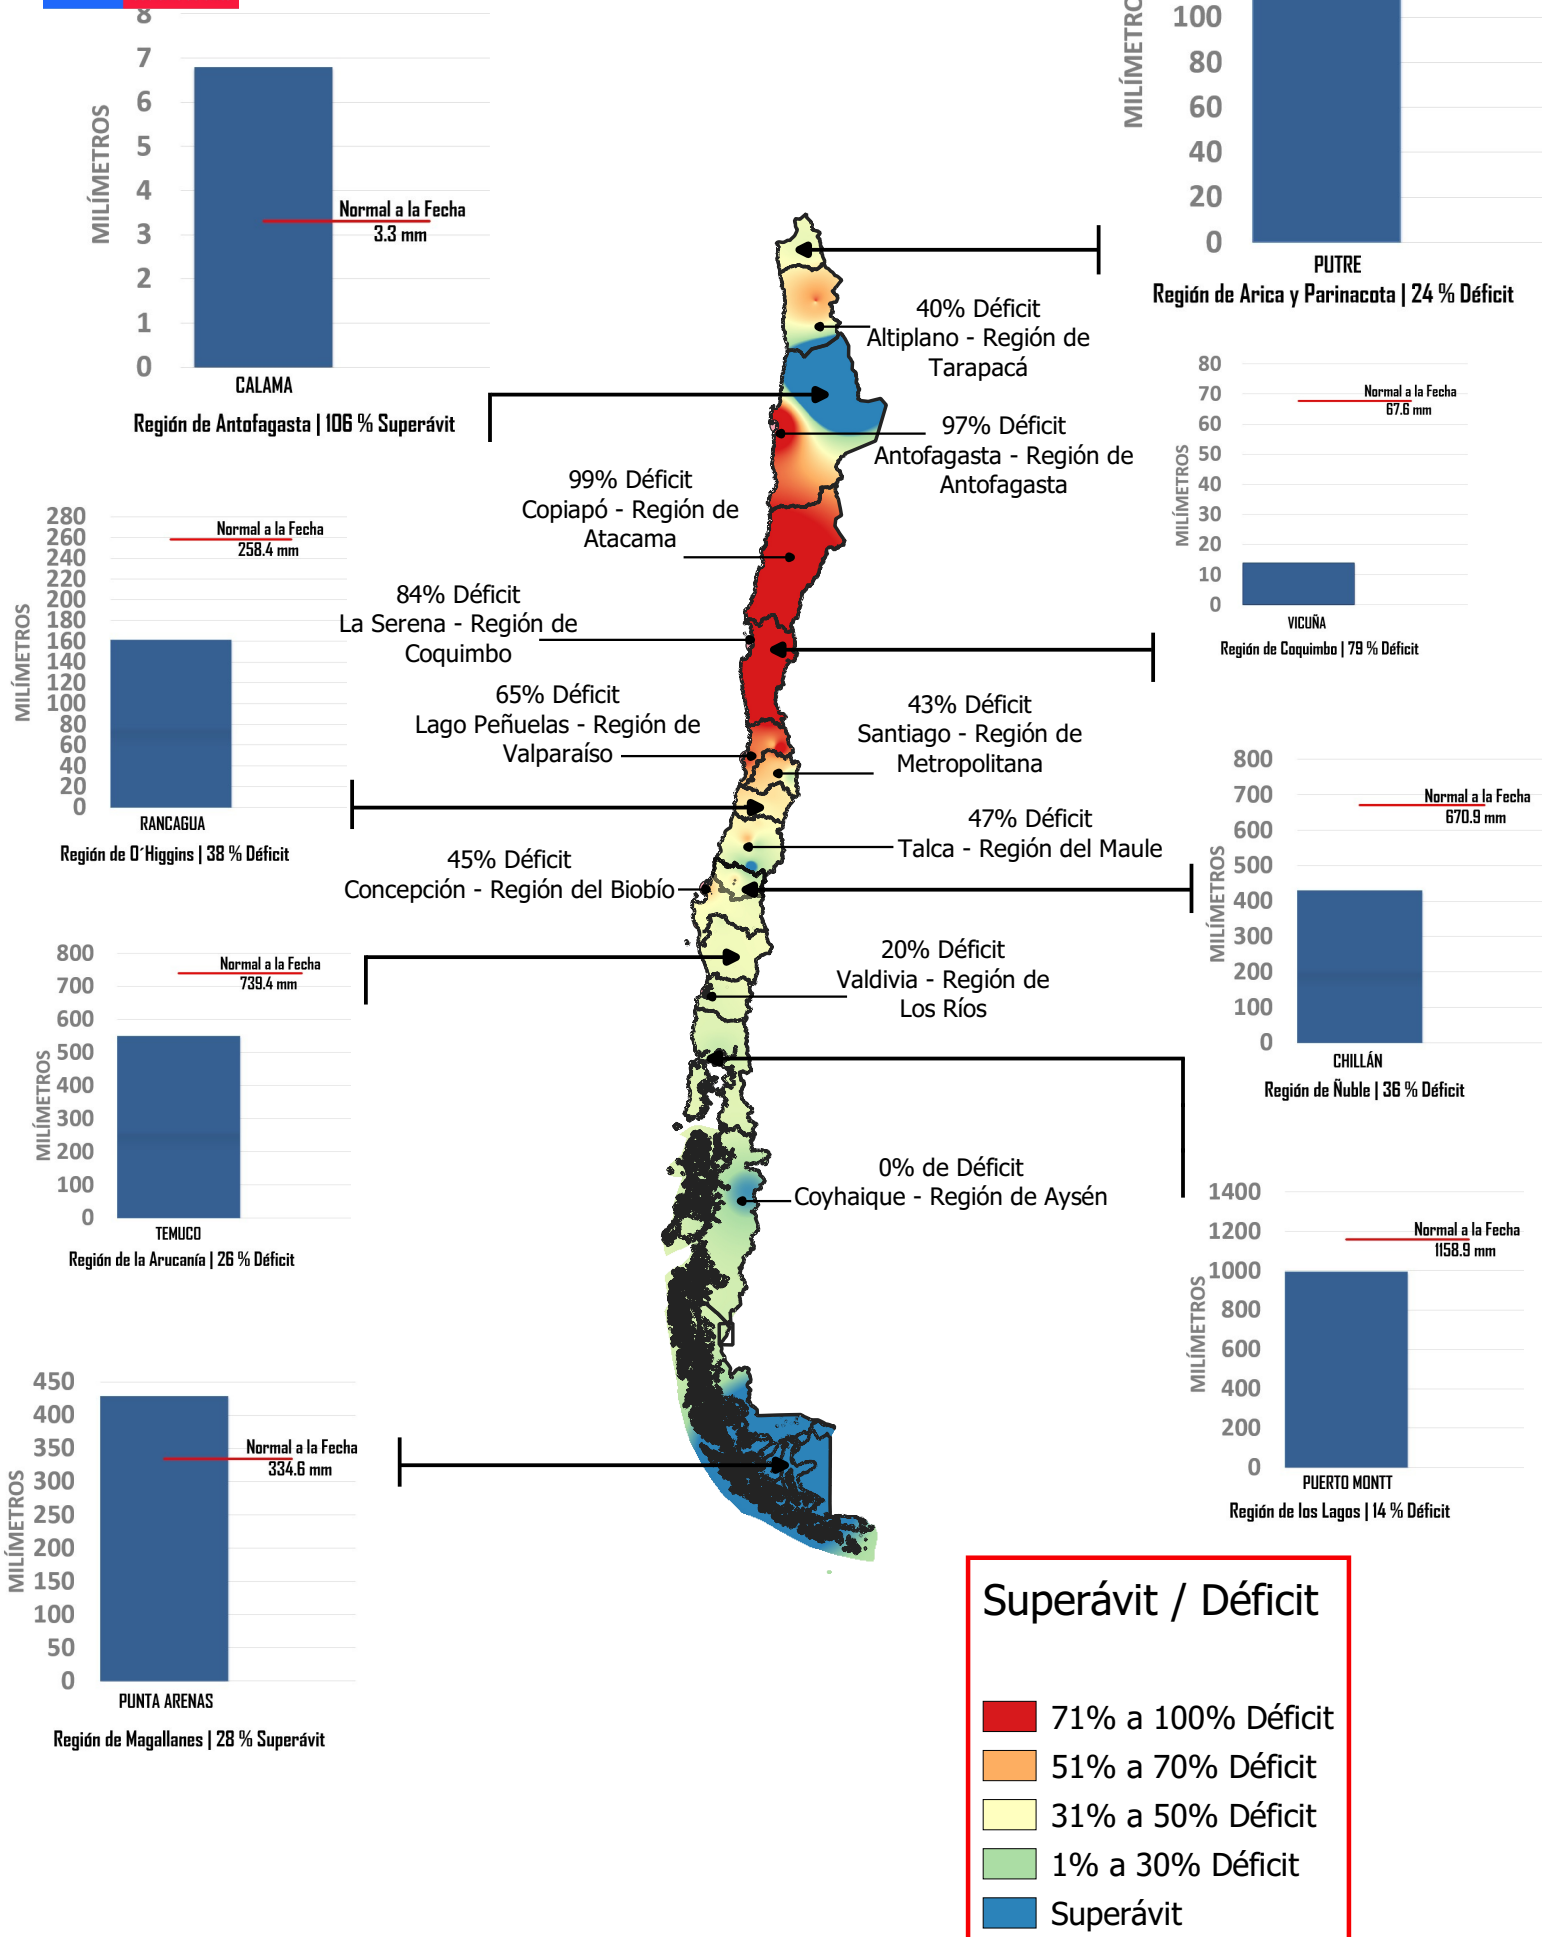 8
7
6
5
4
3
2
1
0
MILÍMETROS
Normal a la Fecha
3.3 mm
CALAMA
Región de Antofagasta | 106 % Superávit
100
80
60
40
20
0
PUTRE
Región de Arica y Parinacota | 24 % Déficit
40% Déficit
Altiplano - Región de
Tarapacá
97% Déficit
Antofagasta - Región de
Antofagasta
99% Déficit
Copiapó - Región de
Atacama
84% Déficit
La Serena - Región de
Coquimbo
65% Déficit
Lago Peñuelas - Región de
Valparaíso
43% Déficit
Santiago - Región de
Metropolitana
47% Déficit
Talca - Región del Maule
45% Déficit
Concepción - Región del Biobío
20% Déficit
Valdivia - Región de
Los Ríos
0% de Déficit
Coyhaique - Región de Aysén
80
70
60
50
40
30
20
10
0
MILÍMETROS
Normal a la Fecha
67.6 mm
VICUÑA
Región de Coquimbo | 79 % Déficit
280
260
240
220
200
180
160
140
120
100
80
60
40
20
0
MILÍMETROS
Normal a la Fecha
258.4 mm
RANCAGUA
Región de O´Higgins | 38 % Déficit
800
700
600
500
400
300
200
100
0
MILÍMETROS
Normal a la Fecha
670.9 mm
CHILLÁN
Región de Ñuble | 36 % Déficit
800
700
600
500
400
300
200
100
0
MILÍMETROS
Normal a la Fecha
739.4 mm
TEMUCO
Región de la Arucanía | 26 % Déficit
1400
1200
1000
800
600
400
200
0
MILÍMETROS
Normal a la Fecha
1158.9 mm
PUERTO MONTT
Región de los Lagos | 14 % Déficit
450
400
350
300
250
200
150
100
50
0
MILÍMETROS
Normal a la Fecha
334.6 mm
PUNTA ARENAS
Región de Magallanes | 28 % Superávit
Superávit / Déficit
71% a 100% Déficit
51% a 70% Déficit
31% a 50% Déficit
1% a 30% Déficit
Superávit